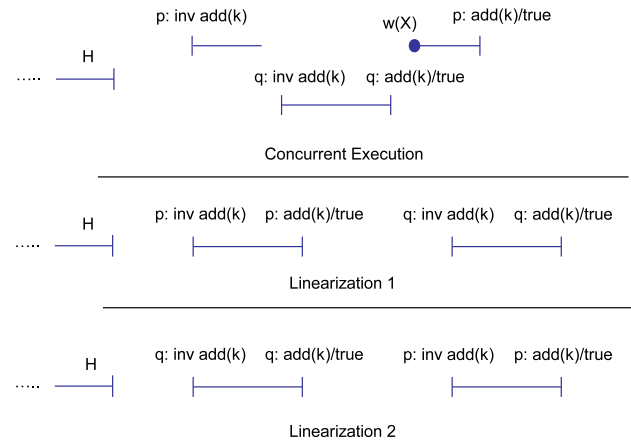 p: inv add(k)
w(X)
p: add(k)/true
H
.....
q: inv add(k) q: add(k)/true
Concurrent Execution
H
p: inv add(k) p: add(k)/true q: inv add(k) q: add(k)/true
.....
Linearization 1
H
q: inv add(k) q: add(k)/true p: inv add(k) p: add(k)/true
.....
Linearization 2